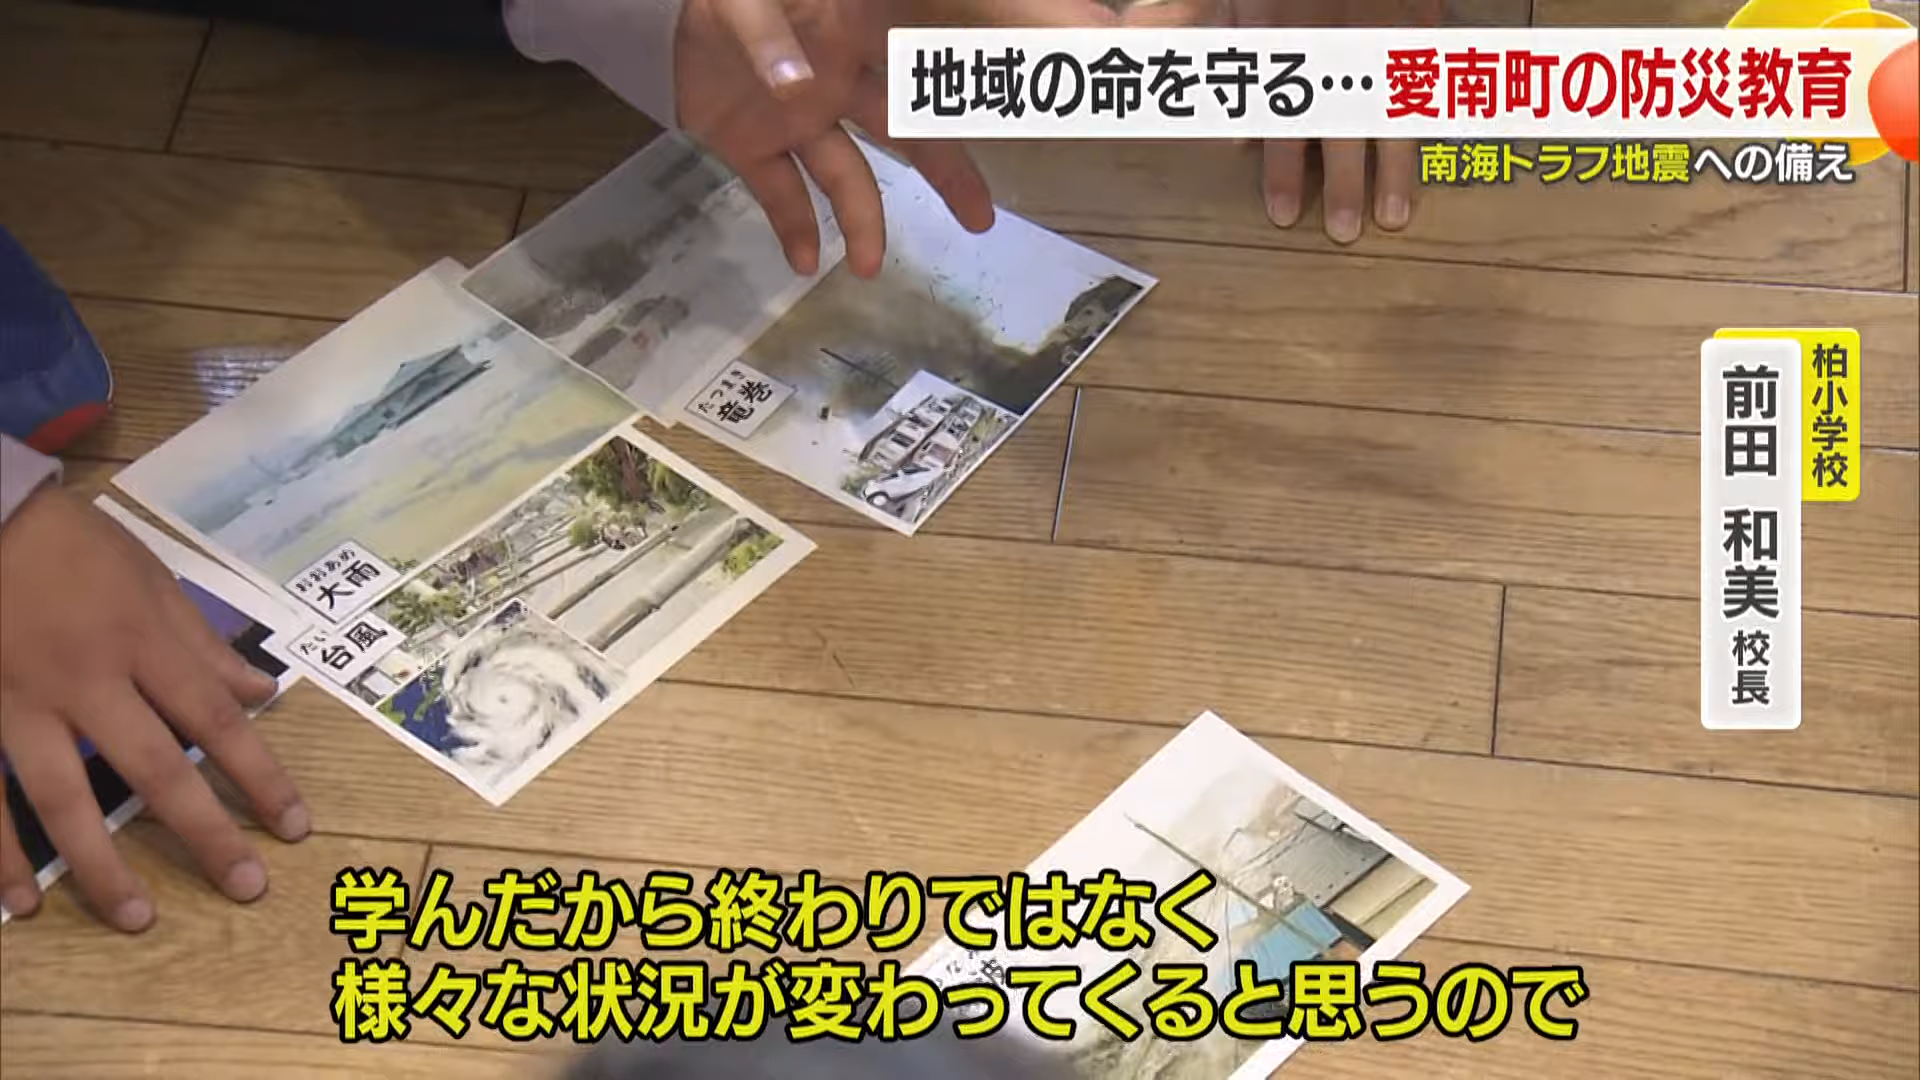 地域の命を守る…愛南町の防災教育
南海トラフ地震への備え
柏小学校
前田 和美 校長
たつまき
竜巻
おおあめ
大雨
たい
台風
波
学んだから終わりではなく
様々な状況が変わってくると思うので